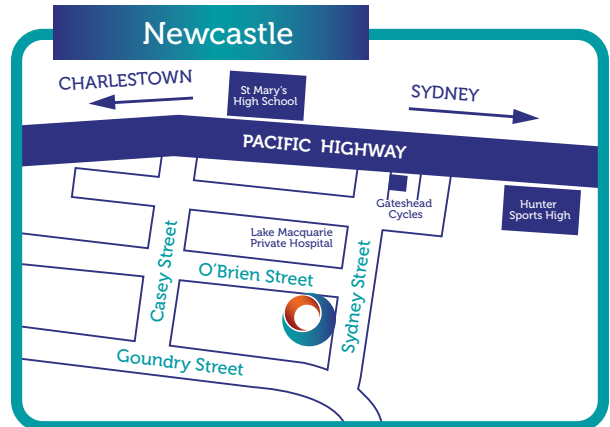 Newcastle
CHARLESTOWN
St Mary's
High School
SYDNEY
PACIFIC HIGHWAY
Gateshead
Cycles
Hunter
Sports High
Lake Macquarie
Private Hospital
Casey Street
O'Brien Street
Sydney Street
Goundry Street